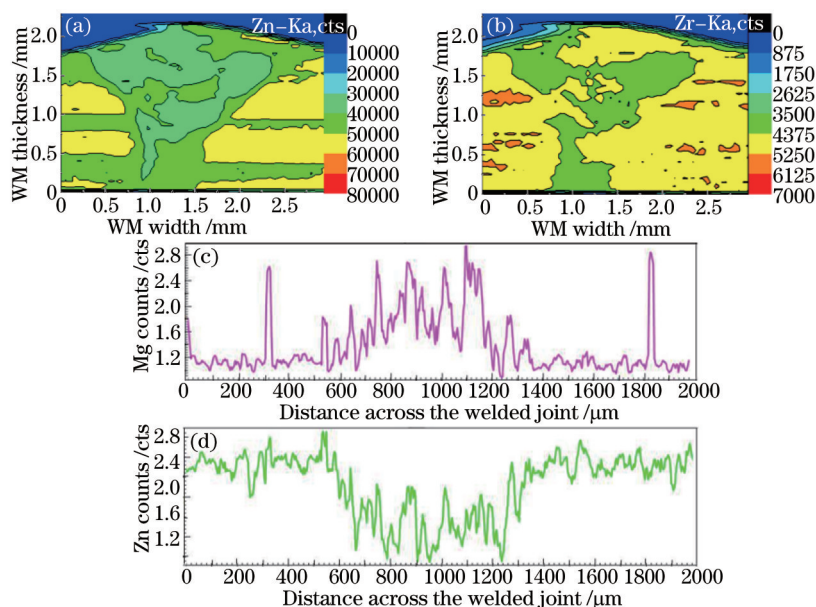 (a) Zn–Ka,cts
WM thickness /mm
2.0
1.5
1.0
0.5
0
0 0.5 1.0 1.5 2.0 2.5
WM width /mm
0
10000
20000
30000
40000
50000
60000
70000
80000
(b) Zr–Ka,cts
WM thickness /mm
2.0
1.5
1.0
0.5
0
0 0.5 1.0 1.5 2.0 2.5
WM width /mm
0
875
1750
2625
3500
4375
5250
6125
7000
(c)
Mg counts /cts
2.8
2.4
2.0
1.6
1.2
0 200 400 600 800 1000 1200 1400 1600 1800 2000
Distance across the welded joint /μm
(d)
Zn counts /cts
2.8
2.4
2.0
1.6
1.2
0 200 400 600 800 1000 1200 1400 1600 1800 2000
Distance across the welded joint /μm